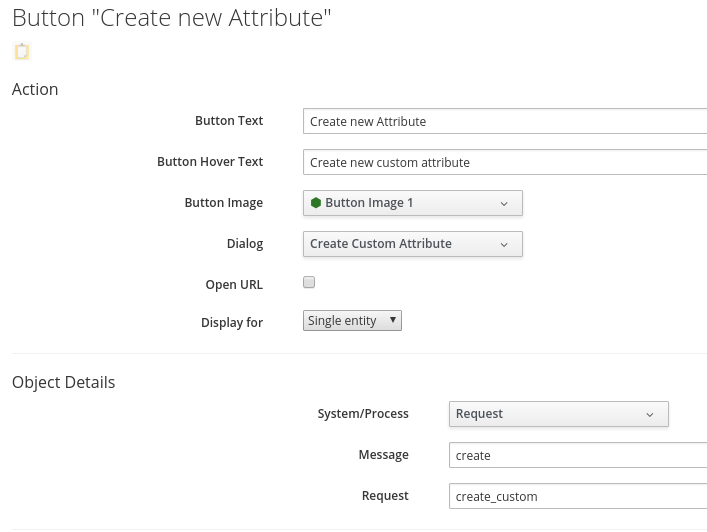 Button "Create new Attribute"
Action
Button Text Create new Attribute
Button Hover Text Create new custom attribute
Button Image Button Image 1
Dialog Create Custom Attribute
Open URL
Display for Single entity
Object Details
System/Process Request
Message create
Request create_custom